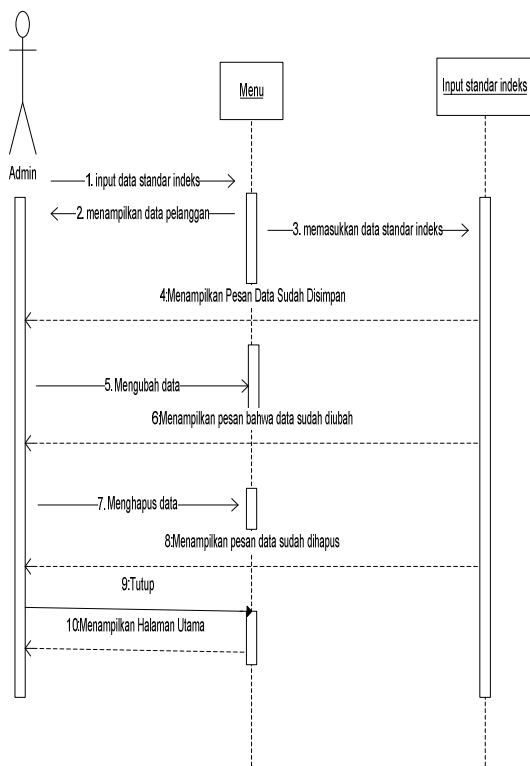 Menu
Input standar indeks
Admin
1. input data standar indeks
2. menampilkan data pelanggan
3. memasukkan data standar indeks
4:Menampilkan Pesan Data Sudah Disimpan
5. Mengubah data
6:Menampilkan pesan bahwa data sudah diubah
7. Menghapus data
8:Menampilkan pesan data sudah dihapus
9:Tutup
10:Menampilkan Halaman Utama